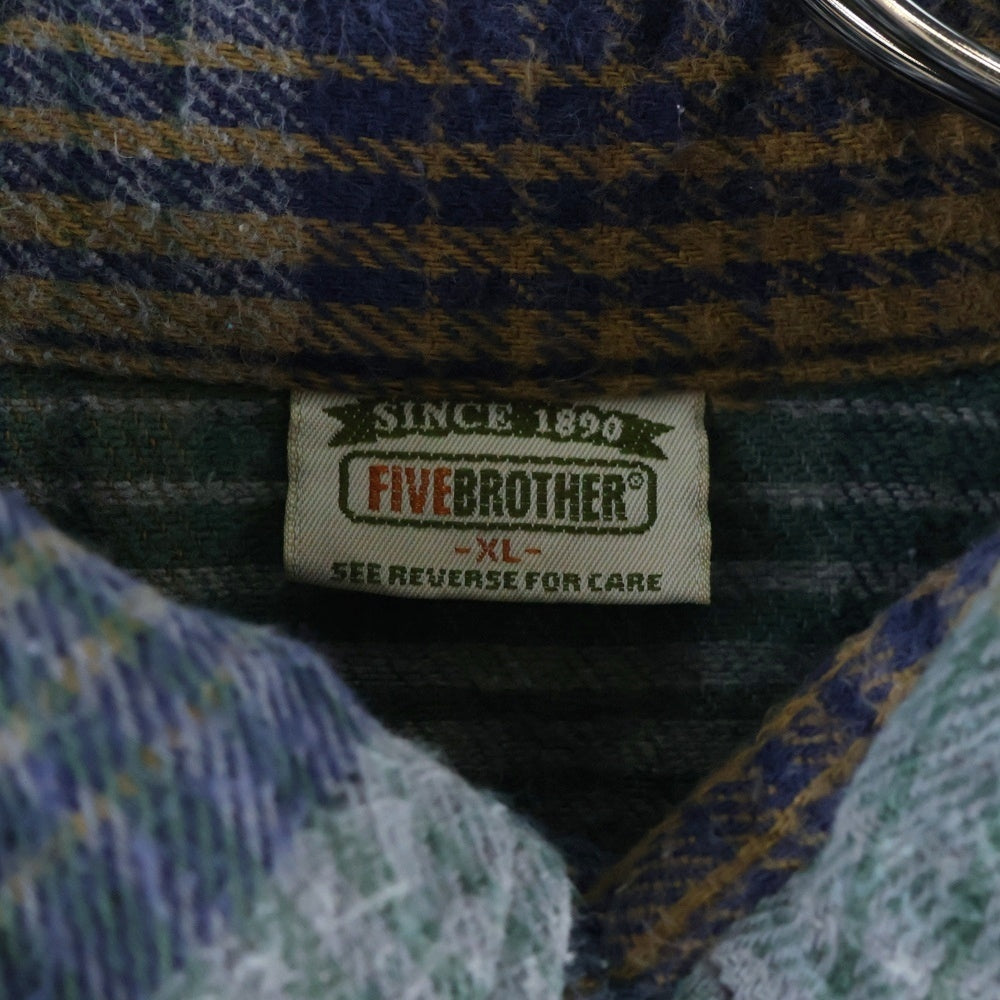 SINCE 1890
FIVEBROTHER®
-XL-
SEE REVERSE FOR CARE